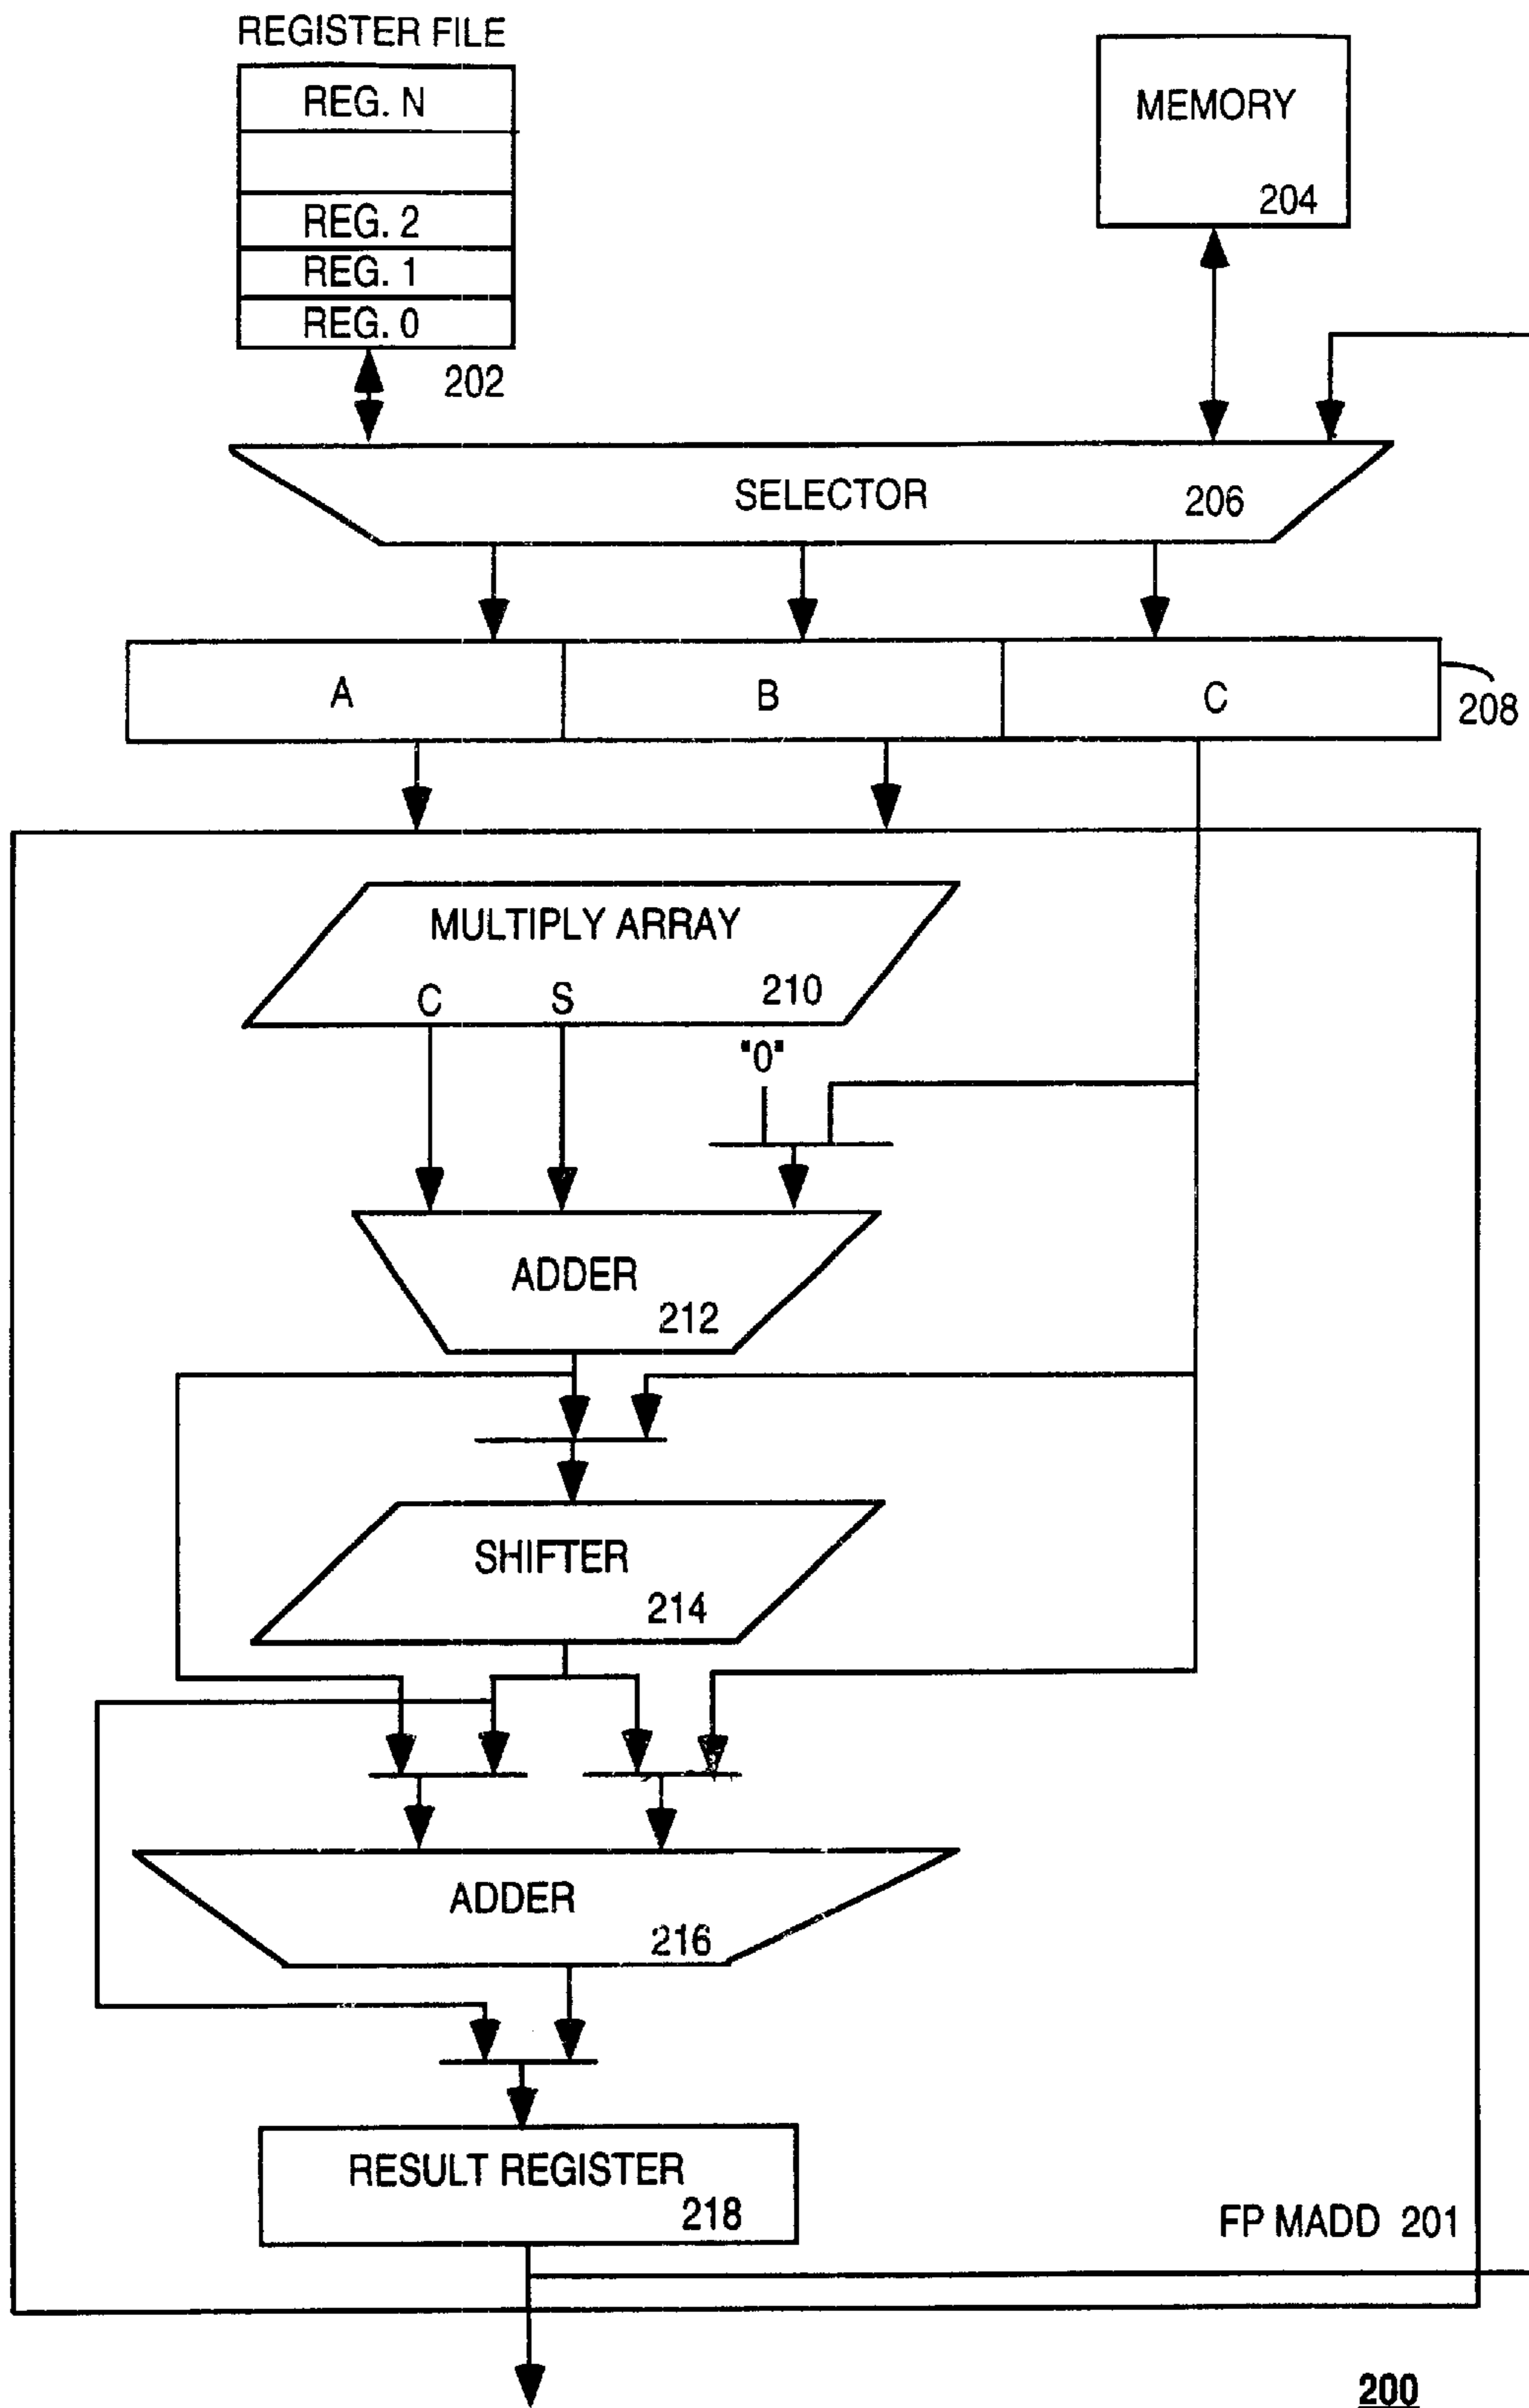 REGISTER FILE
REG. N
REG. 2
REG. 1
REG. 0
202
MEMORY
204
SELECTOR
206
A
B
C
208
MULTIPLY ARRAY
210
C
S
"0"
ADDER
212
SHIFTER
214
ADDER
216
RESULT REGISTER
218
FP MADD 201
200